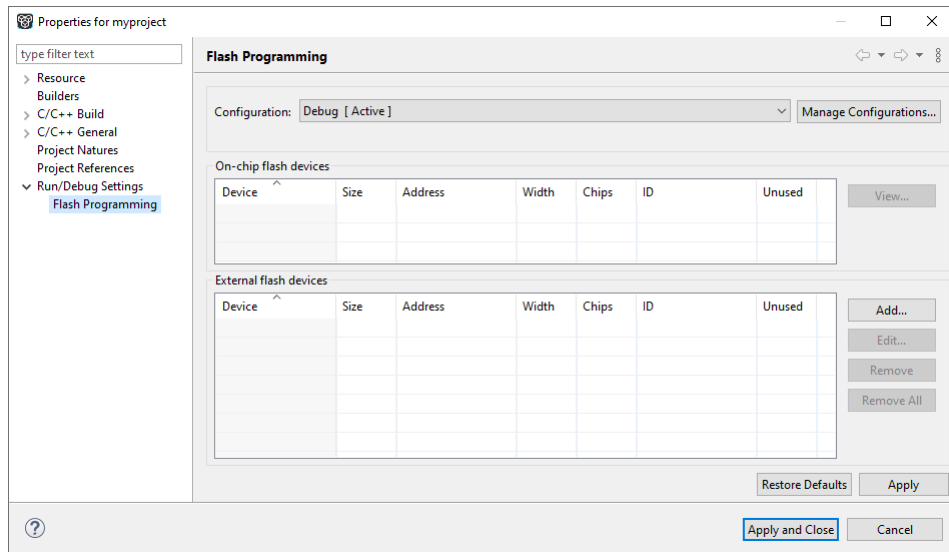 Properties for myproject
type filter text
Resource
Builders
C/C++ Build
C/C++ General
Project Natures
Project References
Run/Debug Settings
Flash Programming
Flash Programming
Configuration: Debug [ Active ] Manage Configurations...
On-chip flash devices
Device Size Address Width Chips ID Unused
View...
External flash devices
Device Size Address Width Chips ID Unused
Add...
Edit...
Remove
Remove All
Restore Defaults Apply
Apply and Close Cancel